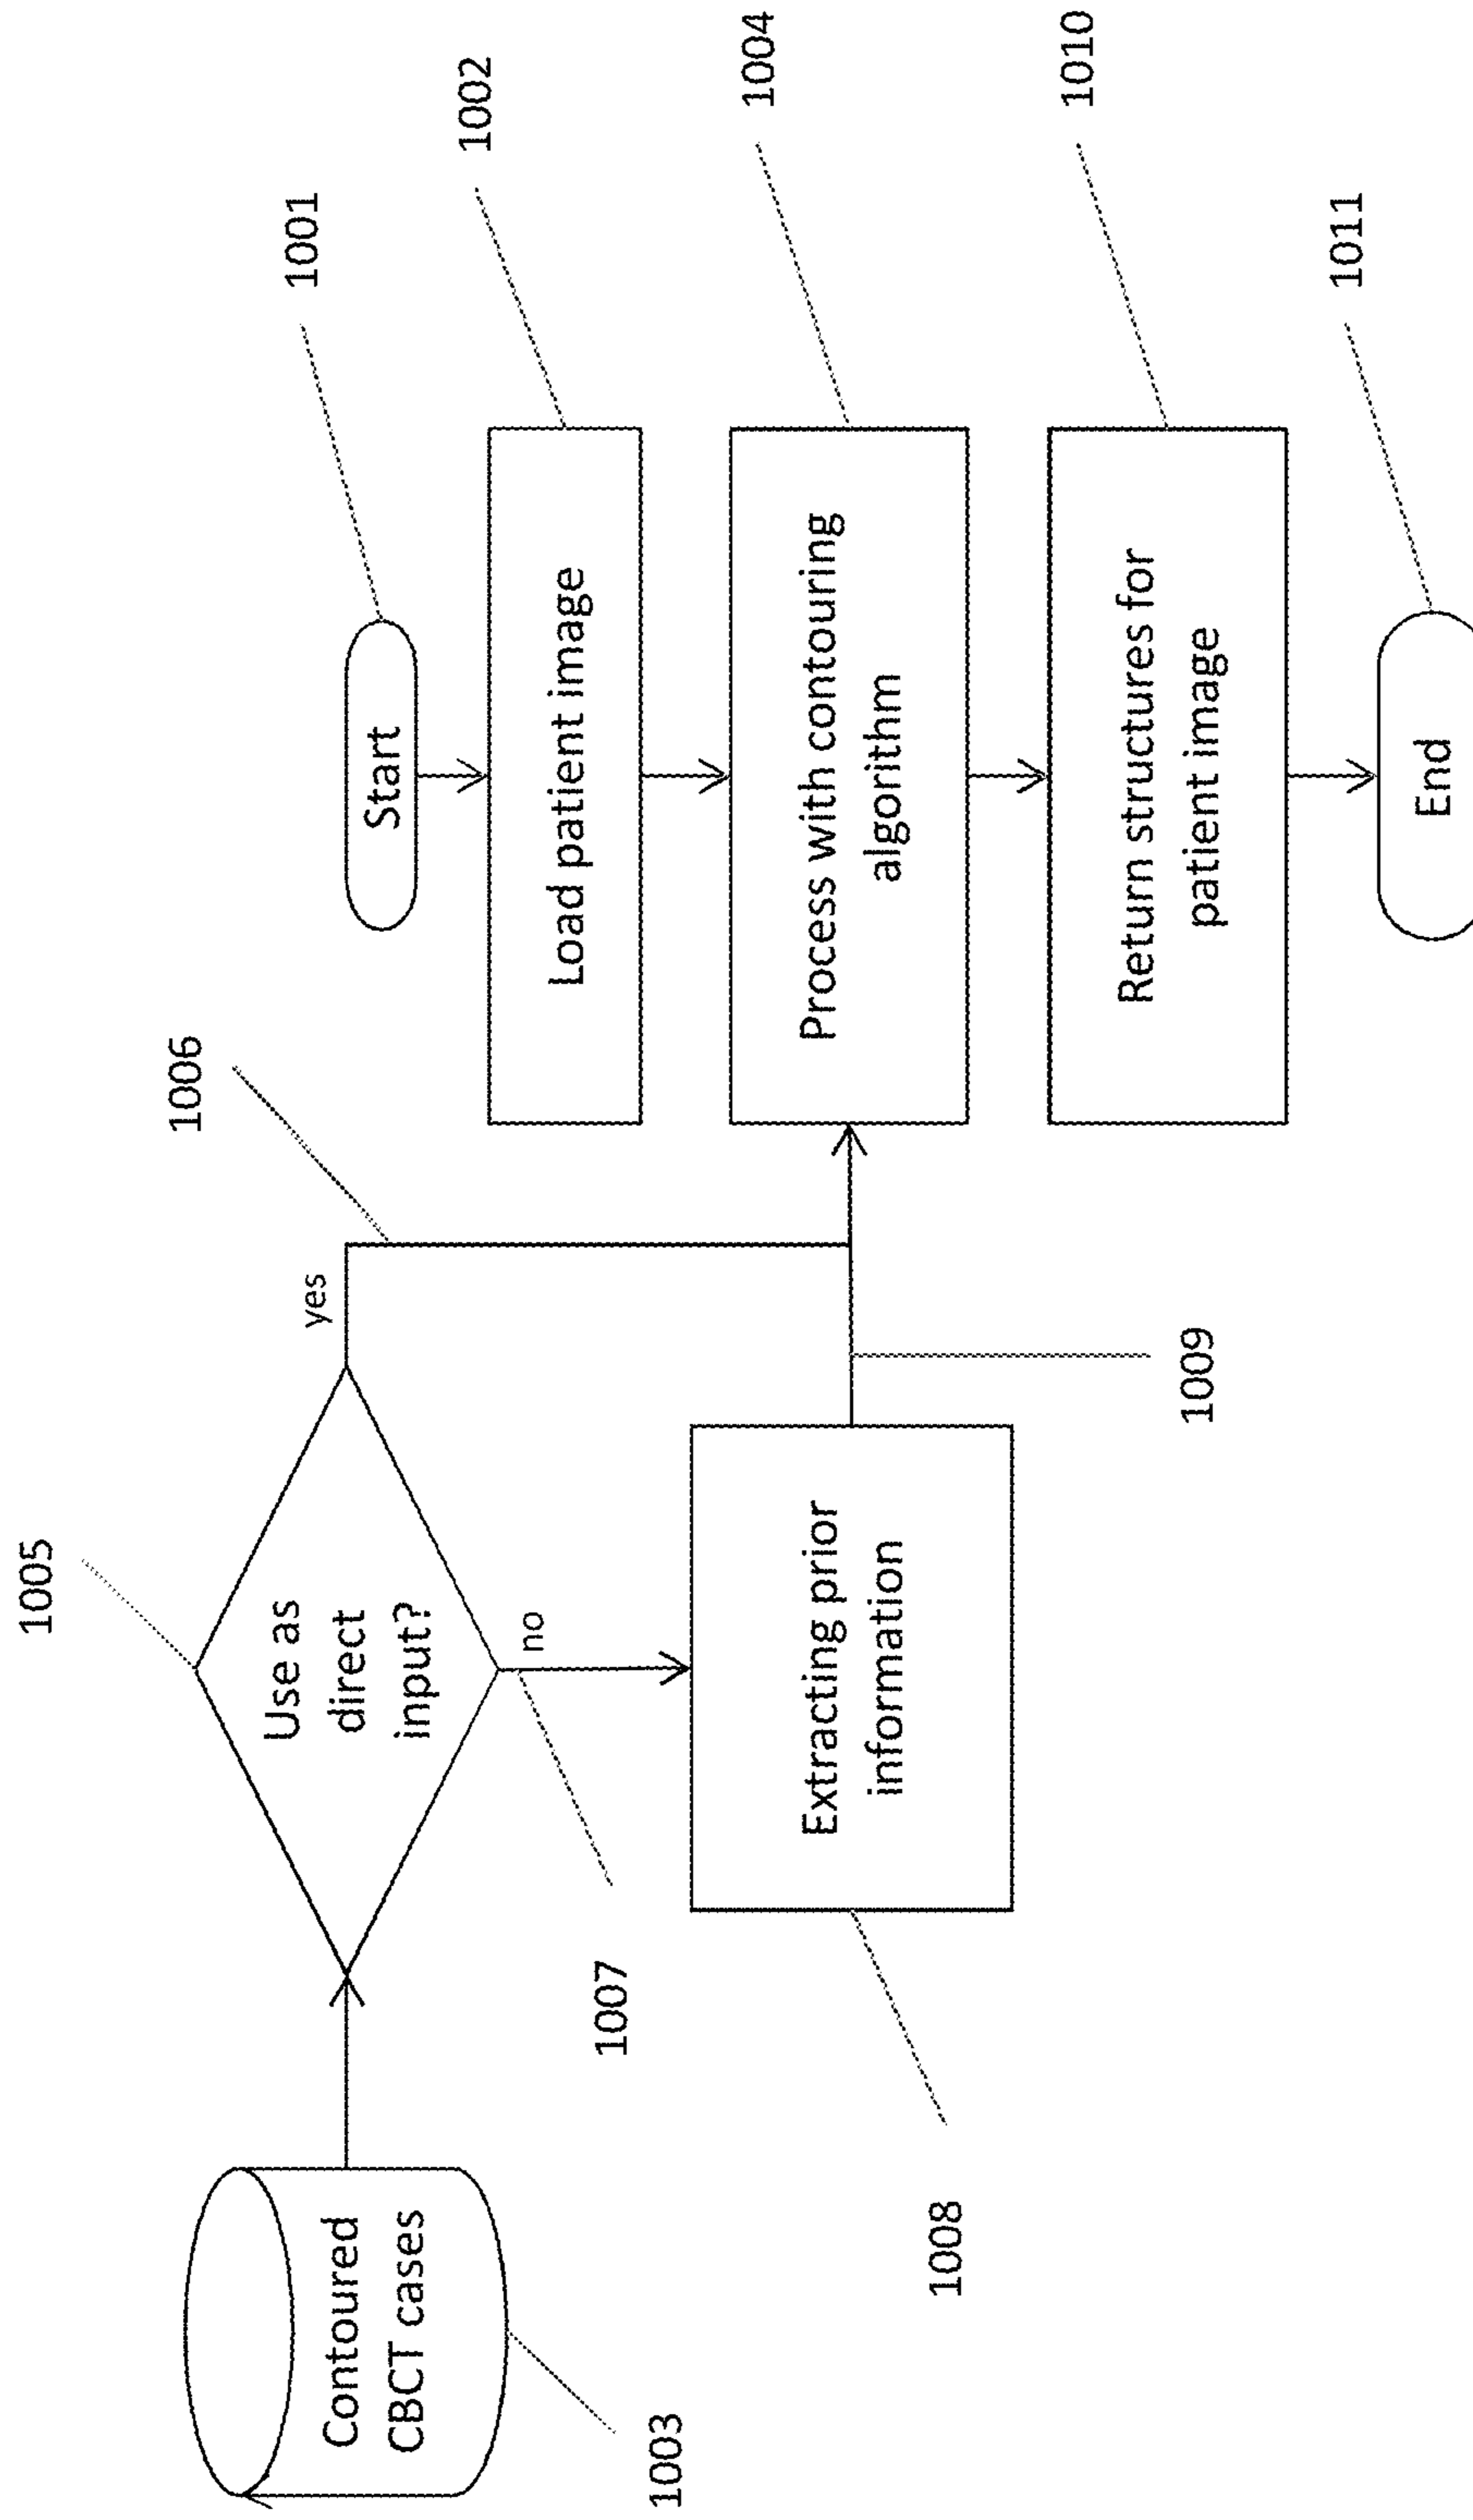 1005
1006
1001
1002
1004
1010
1011
Contoured
CBCT cases
1003
Use as
direct
input?
yes
no
1007
Extracting prior
information
1008
1009
Start
Load patient image
Process with contouring
algorithm
Return structures for
patient image
End